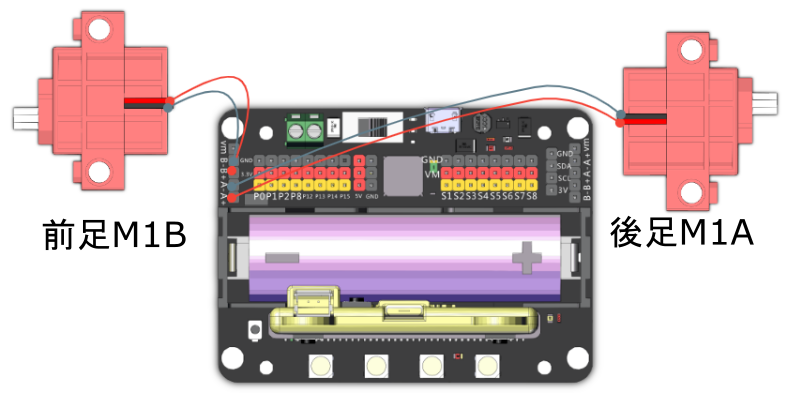 前足M1B
後足M1A
vm B- B+ A- A+
GND
3.3V
P0 P1 P2 P8 P12 P13 P14 P15 5V GND
GND
VM
S1 S2 S3 S4 S5 S6 S7 S8
GND
SDA
SCL
3V
B- B+ A- A+ vm